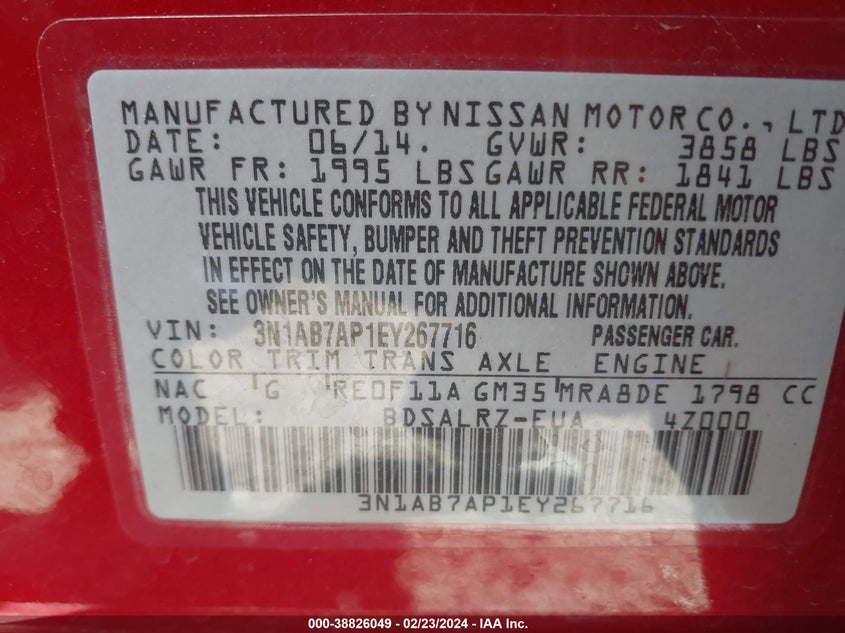 MANUFACTURED BY NISSAN MOTOR CO., LTD
DATE: 06/14. GVWR: 3858 LBS
GAWR FR: 1995 LBS GAWR RR: 1841 LBS
THIS VEHICLE CONFORMS TO ALL APPLICABLE FEDERAL MOTOR
VEHICLE SAFETY, BUMPER AND THEFT PREVENTION STANDARDS
IN EFFECT ON THE DATE OF MANUFACTURE SHOWN ABOVE.
SEE OWNER'S MANUAL FOR ADDITIONAL INFORMATION.
VIN: 3N1AB7AP1EY267716 PASSENGER CAR.
COLOR TRIM TRANS AXLE ENGINE
NAC G RE0F11A GM35 MRA8DE 1798 CC
MODEL: BDSALRZ-EUA 4Z000
3N1AB7AP1EY267716
000-38826049 - 02/23/2024 - IAA Inc.